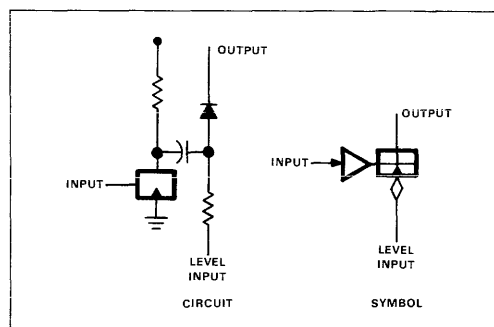 OUTPUT
INPUT
LEVEL
INPUT
CIRCUIT
OUTPUT
INPUT
LEVEL
INPUT
SYMBOL